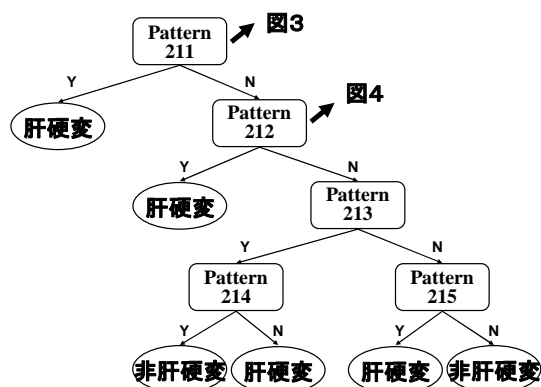 Pattern
211
図3
Y
N
肝硬変
Pattern
212
図4
Y
N
肝硬変
Pattern
213
Y
N
Pattern
214
Pattern
215
Y
N
Y
N
非肝硬変
肝硬変
肝硬変
非肝硬変